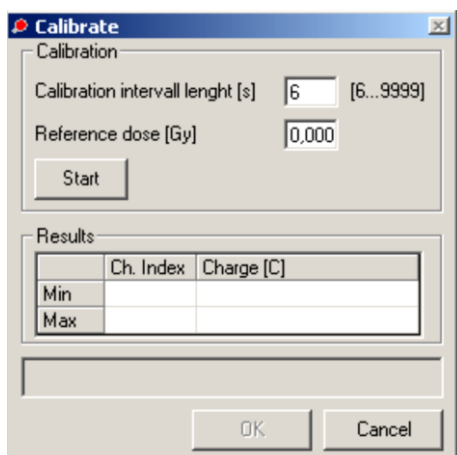 Calibrate
Calibration
Calibration intervall lenght [s] 6 [6...9999]
Reference dose [Gy] 0,000
Start
Results
Ch. Index Charge [C]
Min
Max
OK Cancel